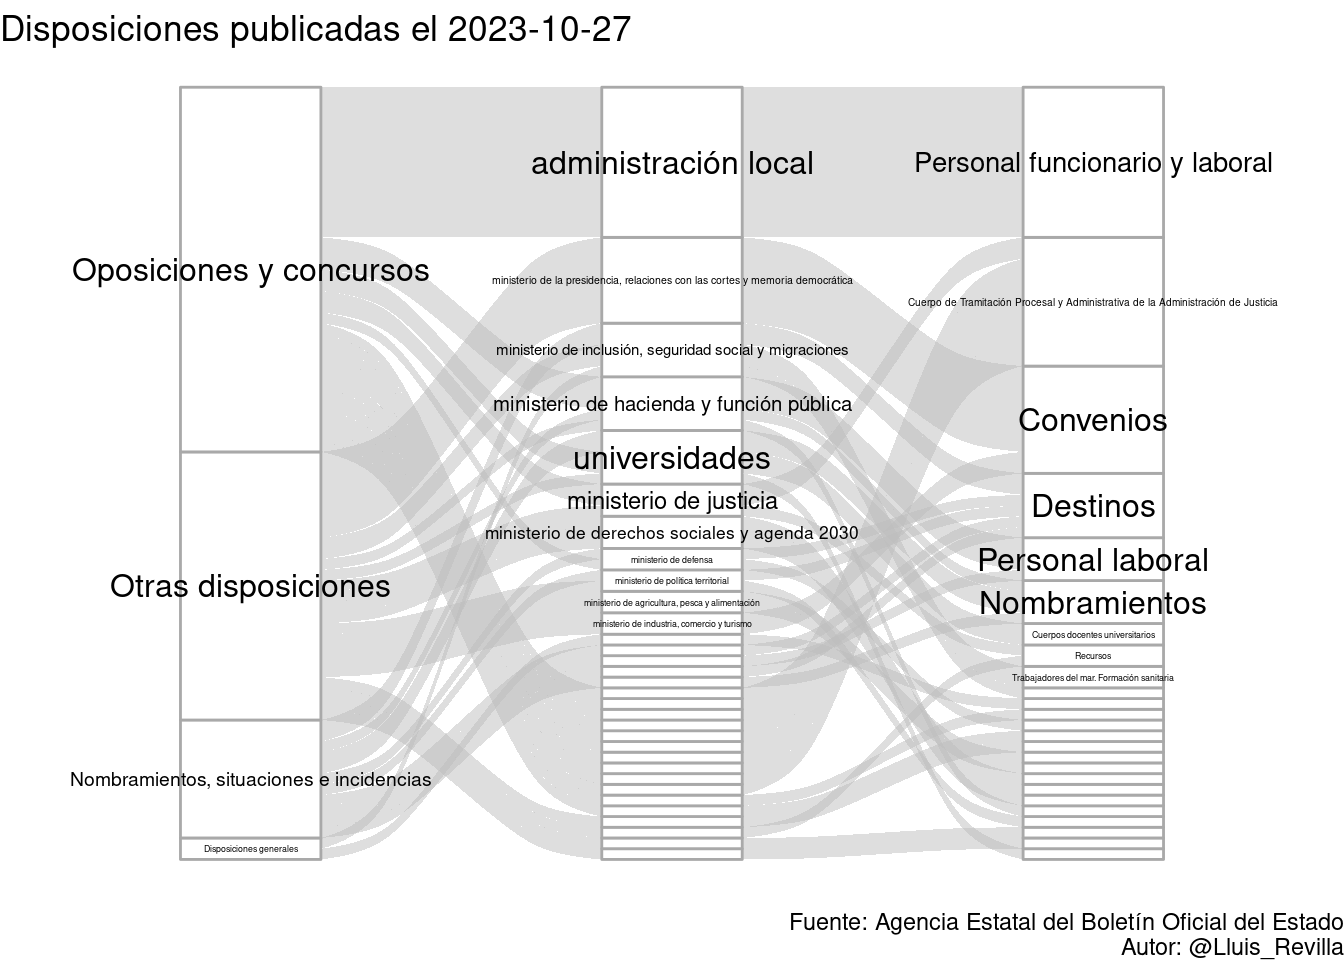 Disposiciones publicadas el 2023-10-27
Oposiciones y concursos
Otras disposiciones
Nombramientos, situaciones e incidencias
Disposiciones generales
administración local
ministerio de la presidencia, relaciones con las cortes y memoria democrática
ministerio de inclusión, seguridad social y migraciones
ministerio de hacienda y función pública
universidades
ministerio de justicia
ministerio de derechos sociales y agenda 2030
ministerio de defensa
ministerio de política territorial
ministerio de agricultura, pesca y alimentación
ministerio de industria, comercio y turismo
Personal funcionario y laboral
Cuerpo de Tramitación Procesal y Administrativa de la Administración de Justicia
Convenios
Destinos
Personal laboral
Nombramientos
Cuerpos docentes universitarios
Recursos
Trabajadores del mar. Formación sanitaria
Fuente: Agencia Estatal del Boletín Oficial del Estado
Autor: @Lluis_Revilla